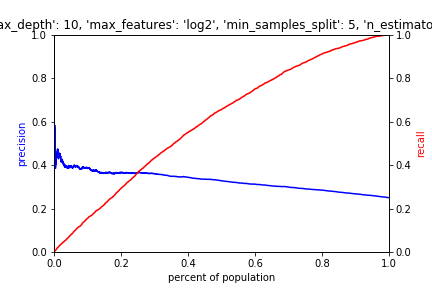 ax_depth': 10, 'max_features': 'log2', 'min_samples_split': 5, 'n_estimato
1.0
0.8
0.6
0.4
0.2
0.0
precision
1.0
0.8
0.6
0.4
0.2
0.0
recall
0.0 0.2 0.4 0.6 0.8 1.0
percent of population